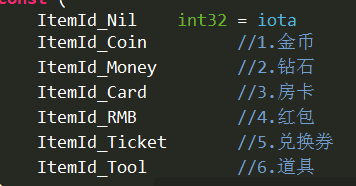 const (
ItemId_Nil int32 = iota
ItemId_Coin //1.金币
ItemId_Money //2.钻石
ItemId_Card //3.房卡
ItemId_RMB //4.红包
ItemId_Ticket //5.兑换券
ItemId_Tool //6.道具